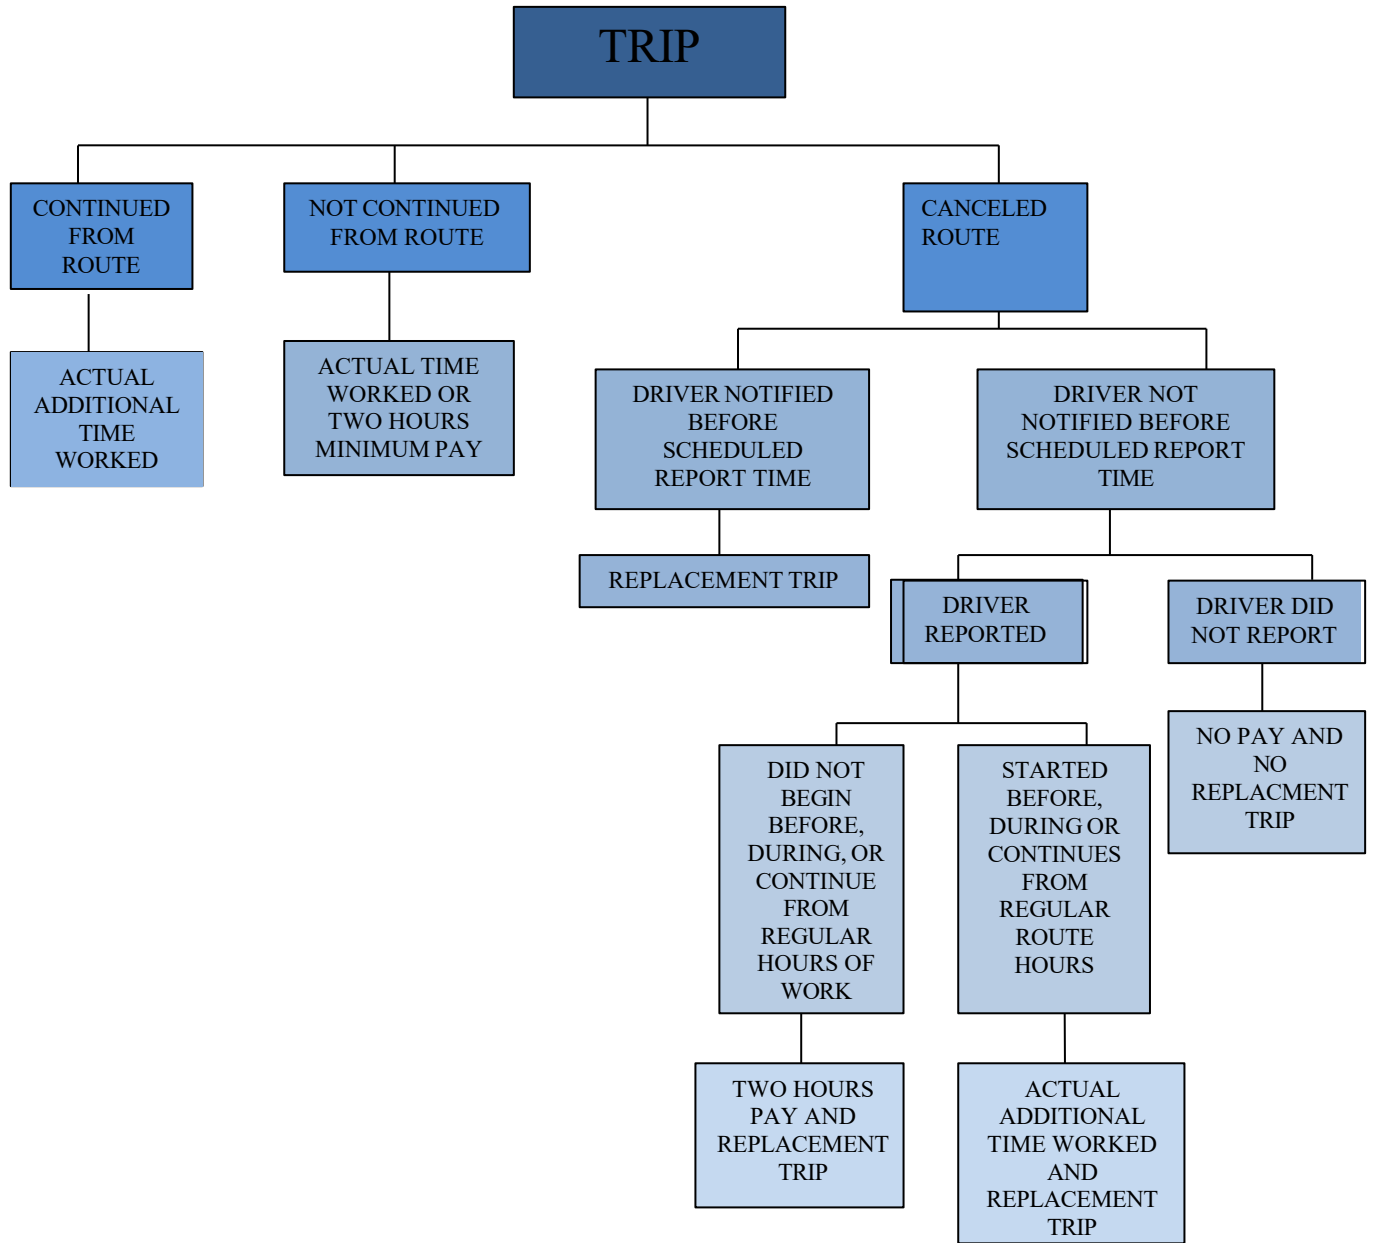 TRIP
CONTINUED
FROM
ROUTE
NOT CONTINUED
FROM ROUTE
CANCELED
ROUTE
ACTUAL
ADDITIONAL
TIME
WORKED
ACTUAL TIME
WORKED OR
TWO HOURS
MINIMUM PAY
DRIVER NOTIFIED
BEFORE
SCHEDULED
REPORT TIME
DRIVER NOT
NOTIFIED BEFORE
SCHEDULED REPORT
TIME
REPLACEMENT TRIP
DRIVER
REPORTED
DRIVER DID
NOT REPORT
DID NOT
BEGIN
BEFORE,
DURING, OR
CONTINUE
FROM
REGULAR
HOURS OF
WORK
STARTED
BEFORE,
DURING OR
CONTINUES
FROM
REGULAR
ROUTE
HOURS
NO PAY AND
NO
REPLACMENT
TRIP
TWO HOURS
PAY AND
REPLACEMENT
TRIP
ACTUAL
ADDITIONAL
TIME WORKED
AND
REPLACEMENT
TRIP